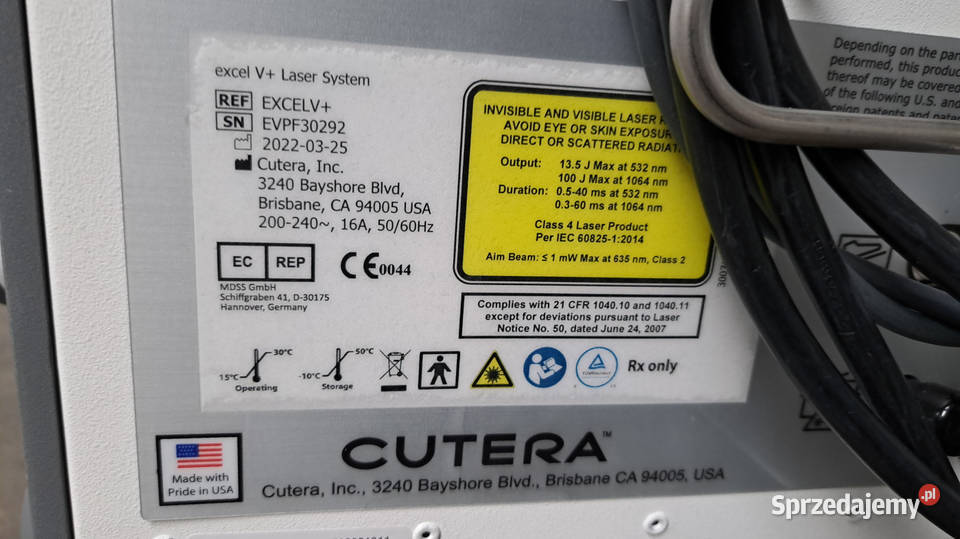 excel V+ Laser System
REF EXCELV+
SN EVPF30292
2022-03-25
Cutera, Inc.
3240 Bayshore Blvd,
Brisbane, CA 94005 USA
200-240~, 16A, 50/60Hz
EC REP
CE 0044
MDSS GmbH
Schiffgraben 41, D-30175
Hannover, Germany
INVISIBLE AND VISIBLE LASER
AVOID EYE OR SKIN EXPOSUR
DIRECT OR SCATTERED RADIAT
Output: 13.5 J Max at 532 nm
100 J Max at 1064 nm
Duration: 0.5-40 ms at 532 nm
0.3-60 ms at 1064 nm
Class 4 Laser Product
Per IEC 60825-1:2014
Aim Beam: ≤ 1 mW Max at 635 nm, Class 2
Complies with 21 CFR 1040.10 and 1040.11
except for deviations pursuant to Laser
Notice No. 50, dated June 24, 2007
15°C 30°C
Operating
-10°C 50°C
Storage
Rx only
Depending on the par
performed, this produc
thereof may be covered
of the following U.S. and
patents and
Made with
Pride in USA
CUTERA™
Cutera, Inc., 3240 Bayshore Blvd., Brisbane CA 94005, USA
Sprzedajemy.pl